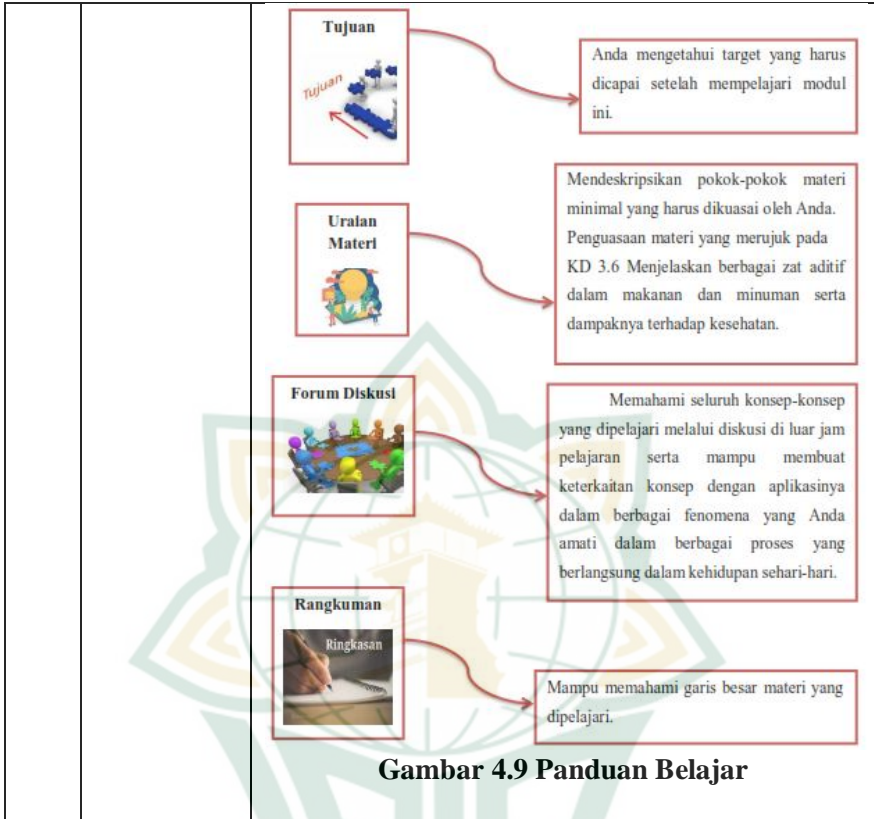 Tujuan
Tujuan
Anda mengetahui target yang harus
dicapai setelah mempelajari modul
ini.
Uraian
Materi
Mendeskripsikan pokok-pokok materi
minimal yang harus dikuasai oleh Anda.
Penguasaan materi yang merujuk pada
KD 3.6 Menjelaskan berbagai zat aditif
dalam makanan dan minuman serta
dampaknya terhadap kesehatan.
Forum Diskusi
Memahami seluruh konsep-konsep
yang dipelajari melalui diskusi di luar jam
pelajaran serta mampu membuat
keterkaitan konsep dengan aplikasinya
dalam berbagai fenomena yang Anda
amati dalam berbagai proses yang
berlangsung dalam kehidupan sehari-hari.
Rangkuman
Ringkasan
Mampu memahami garis besar materi yang
dipelajari.
Gambar 4.9 Panduan Belajar